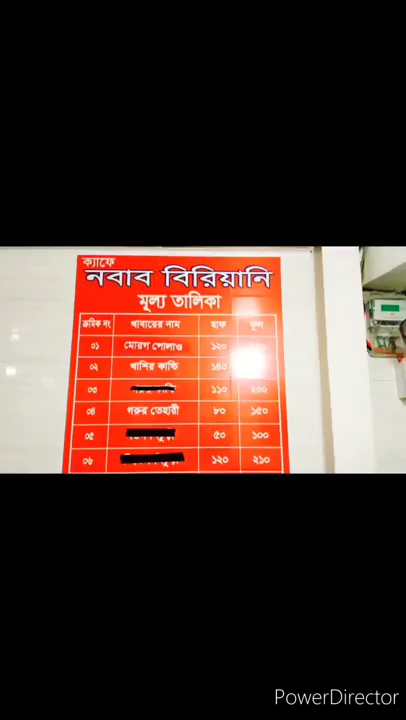 ক্যাফে
নবাব বিরিয়ানি
মূল্য তালিকা
ক্রমিক নং খাবারের নাম হাফ ফুল
০১ মোরগ পোলাও ১২০
০২ খাশির কাচ্চি ১৪০
০৩ ১১০ ২০০
০৪ গরুর তেহারী ৮০ ১৫০
০৫ ৫০ ১০০
০৬ ১২০ ২১০
PowerDirector